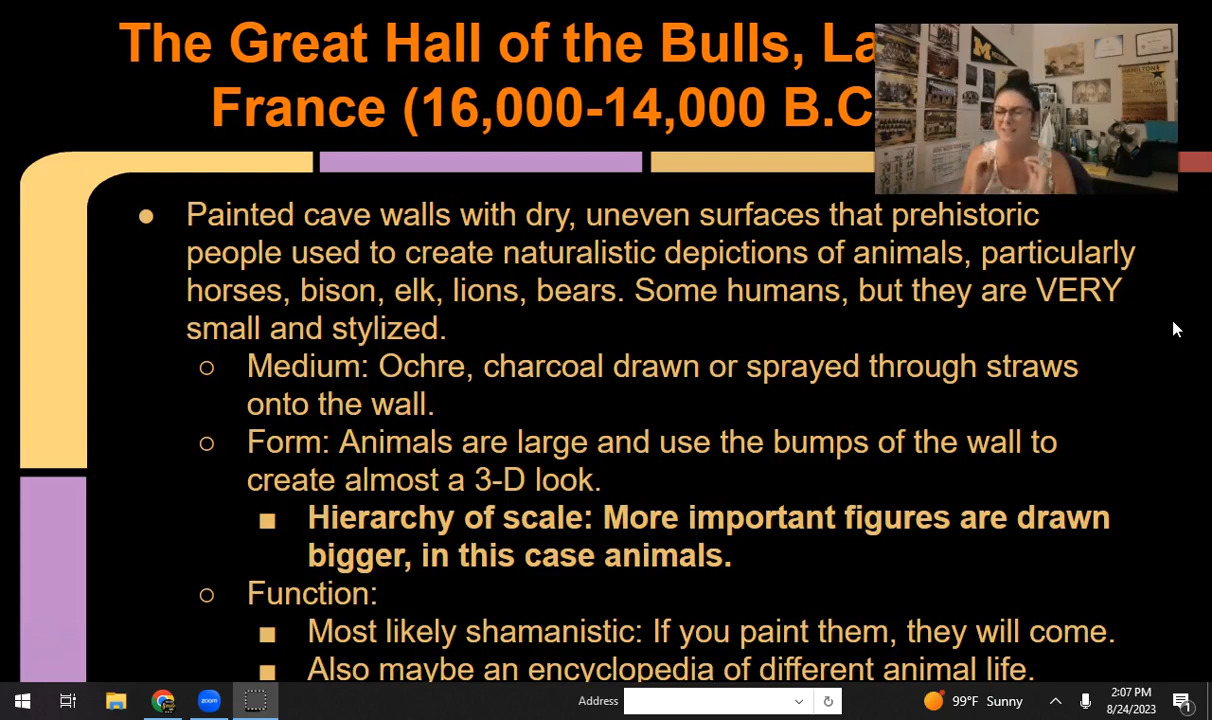 The Great Hall of the Bulls, La
France (16,000-14,000 B.C
M
HAMILTON
Painted cave walls with dry, uneven surfaces that prehistoric
people used to create naturalistic depictions of animals, particularly
horses, bison, elk, lions, bears. Some humans, but they are VERY
small and stylized.
Medium: Ochre, charcoal drawn or sprayed through straws
onto the wall.
Form: Animals are large and use the bumps of the wall to
create almost a 3-D look.
Hierarchy of scale: More important figures are drawn
bigger, in this case animals.
Function:
Most likely shamanistic: If you paint them, they will come.
Also maybe an encyclopedia of different animal life.
zoom
Address
99°F Sunny
2:07 PM
8/24/2023
1